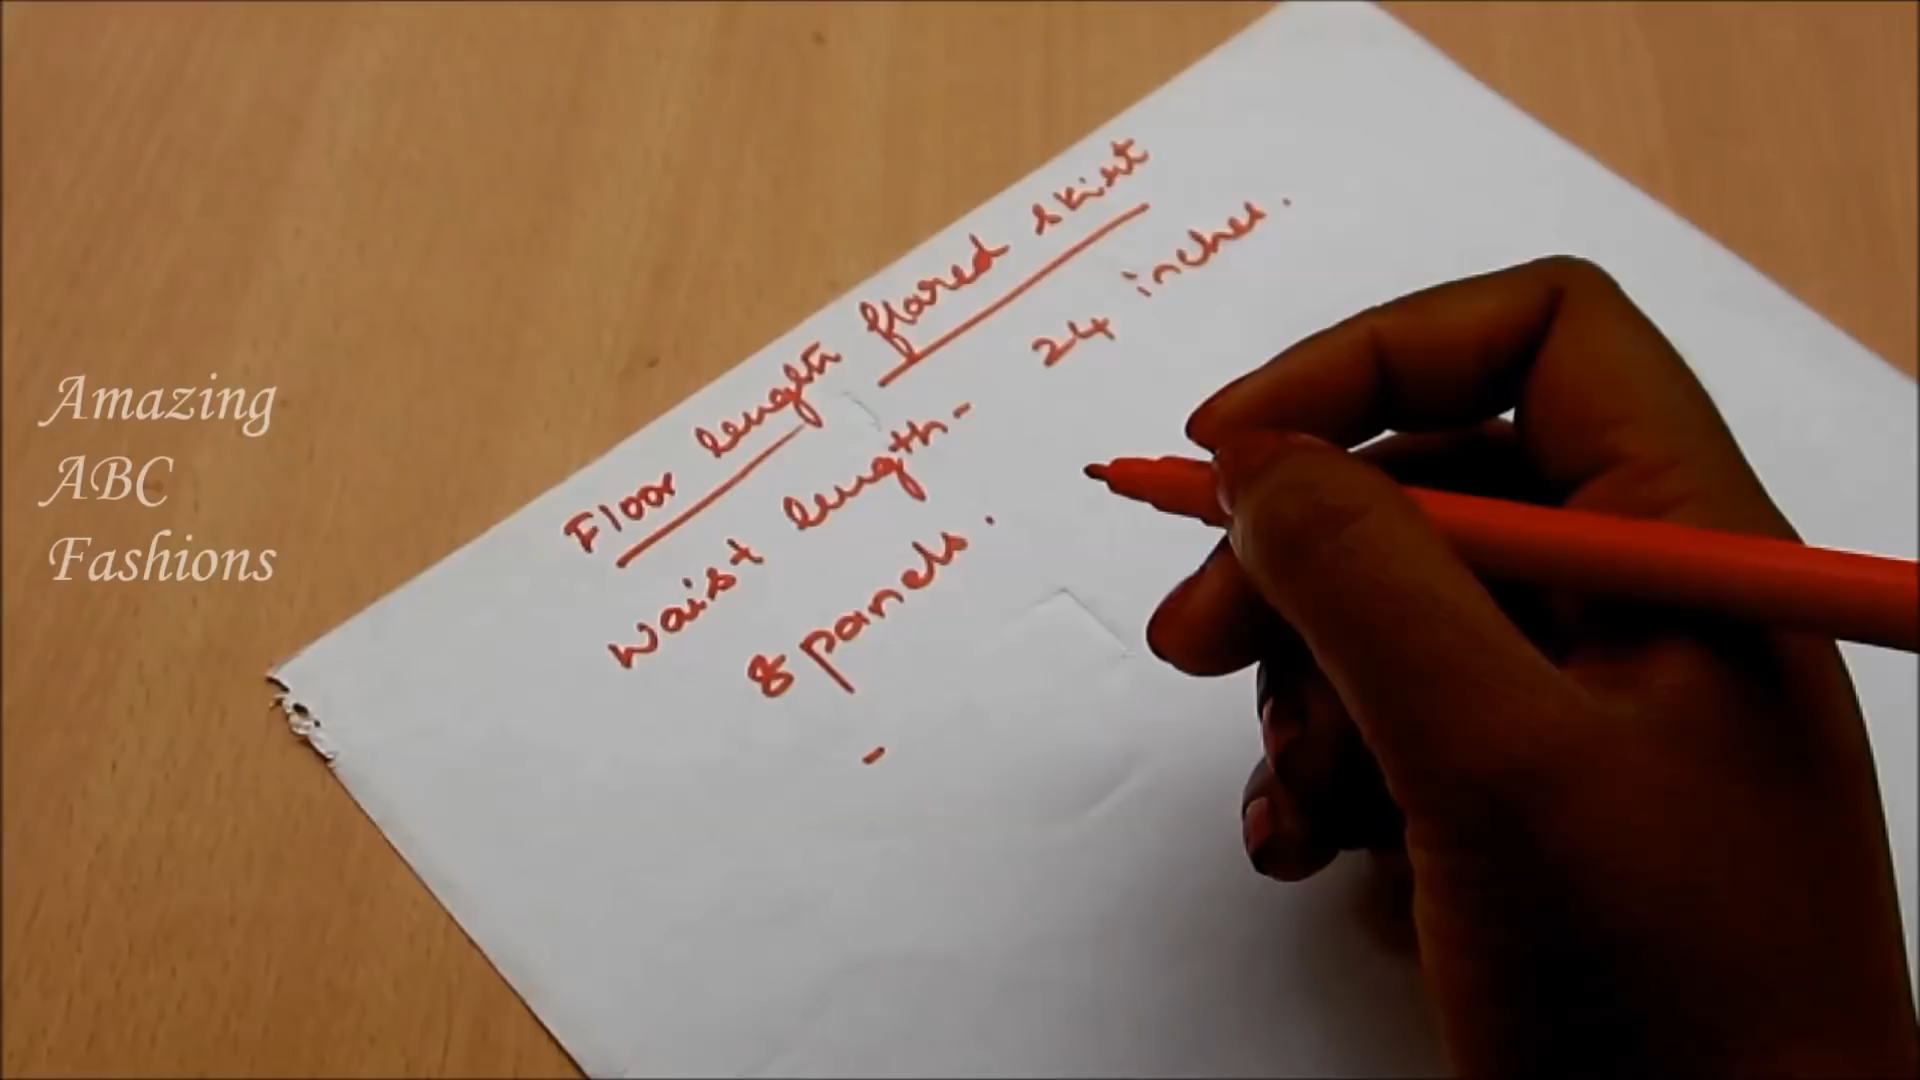 Amazing
ABC
Fashions
Floor length flared skirt
Waist length - 24 inches.
8 panels.
-